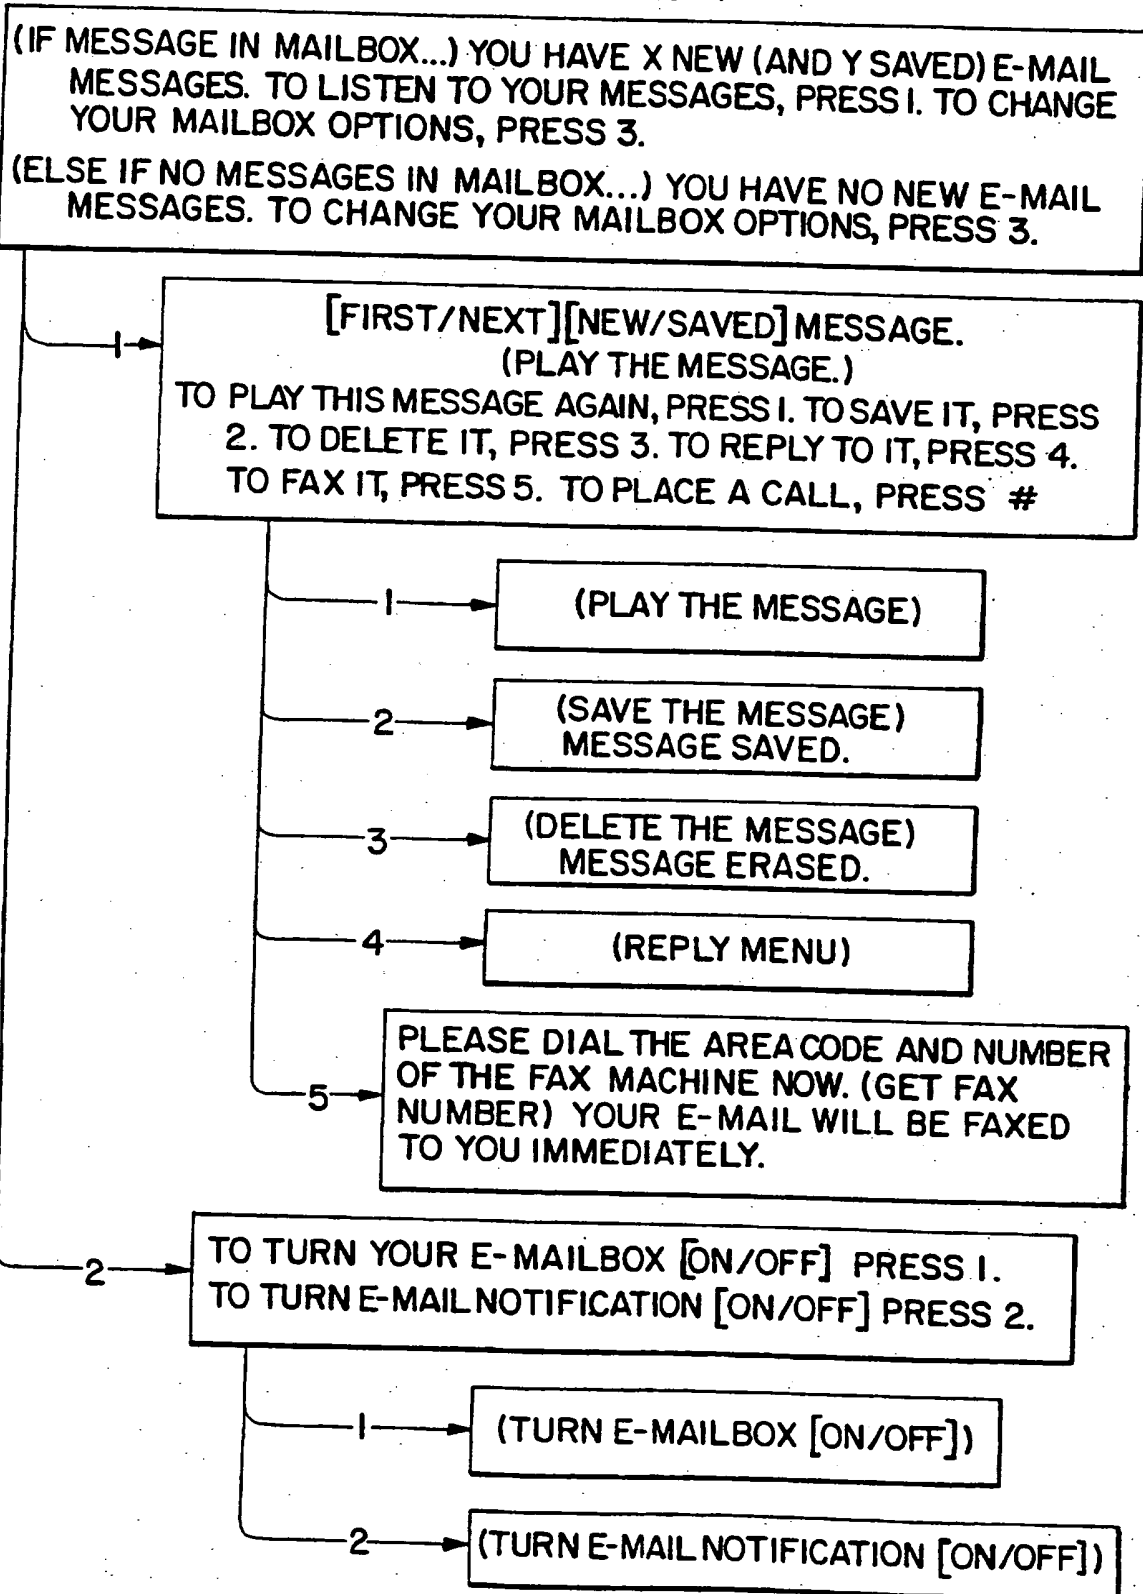 (IF MESSAGE IN MAILBOX...) YOU HAVE X NEW (AND Y SAVED) E-MAIL
MESSAGES. TO LISTEN TO YOUR MESSAGES, PRESS 1. TO CHANGE
YOUR MAILBOX OPTIONS, PRESS 3.
(ELSE IF NO MESSAGES IN MAILBOX...) YOU HAVE NO NEW E-MAIL
MESSAGES. TO CHANGE YOUR MAILBOX OPTIONS, PRESS 3.
1
[FIRST/NEXT][NEW/SAVED] MESSAGE.
(PLAY THE MESSAGE.)
TO PLAY THIS MESSAGE AGAIN, PRESS 1. TO SAVE IT, PRESS
2. TO DELETE IT, PRESS 3. TO REPLY TO IT, PRESS 4.
TO FAX IT, PRESS 5. TO PLACE A CALL, PRESS #
1
(PLAY THE MESSAGE)
2
(SAVE THE MESSAGE)
MESSAGE SAVED.
3
(DELETE THE MESSAGE)
MESSAGE ERASED.
4
(REPLY MENU)
5
PLEASE DIAL THE AREA CODE AND NUMBER
OF THE FAX MACHINE NOW. (GET FAX
NUMBER) YOUR E-MAIL WILL BE FAXED
TO YOU IMMEDIATELY.
2
TO TURN YOUR E-MAILBOX [ON/OFF] PRESS 1.
TO TURN E-MAIL NOTIFICATION [ON/OFF] PRESS 2.
1
(TURN E-MAILBOX [ON/OFF])
2
(TURN E-MAIL NOTIFICATION [ON/OFF])